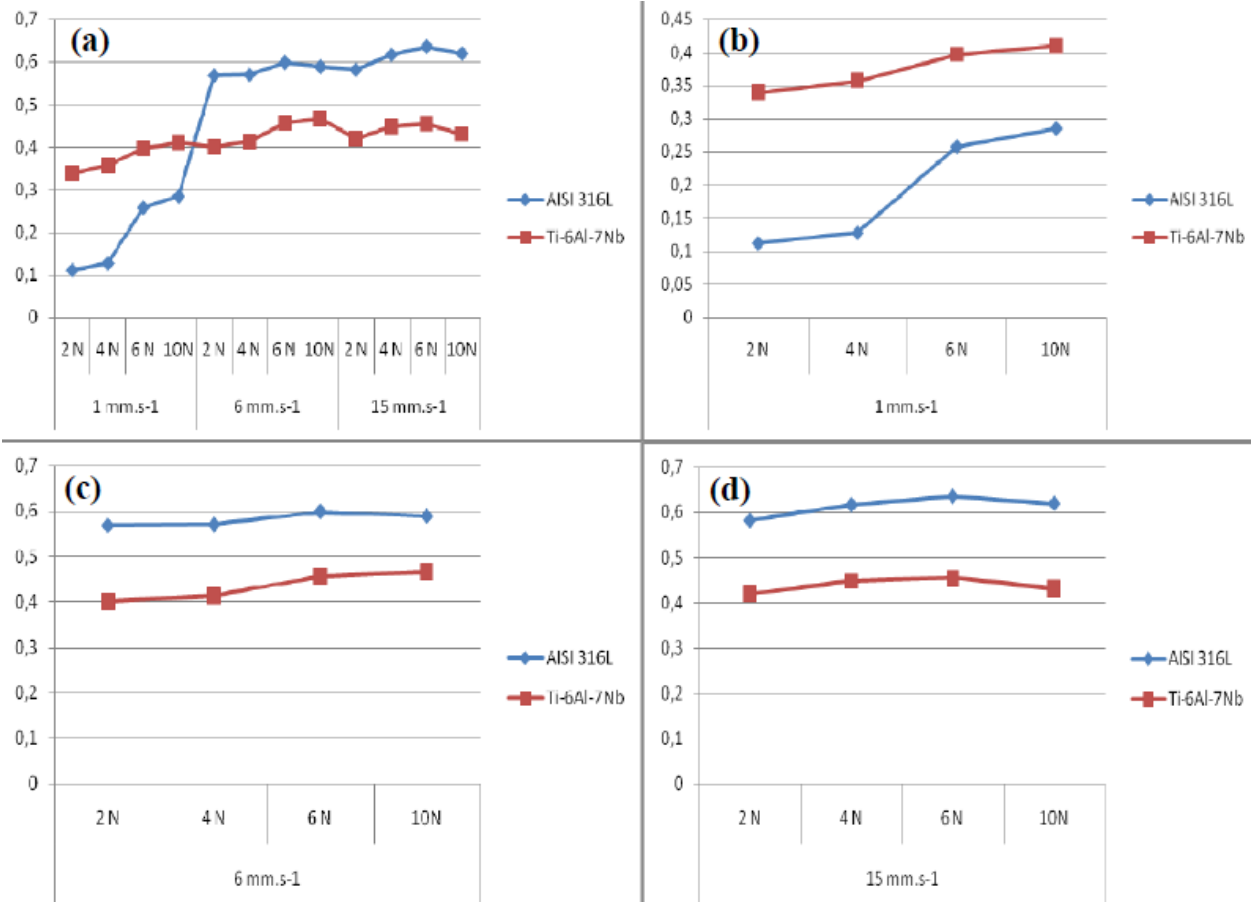 (a)
0,7
0,6
0,5
0,4
0,3
0,2
0,1
0
2 N 4 N 6 N 10N 2 N 4 N 6 N 10N 2 N 4 N 6 N 10N
1 mm.s-1 6 mm.s-1 15 mm.s-1
AISI 316L
Ti-6Al-7Nb
(b)
0,45
0,4
0,35
0,3
0,25
0,2
0,15
0,1
0,05
0
2 N 4 N 6 N 10N
1 mm.s-1
AISI 316L
Ti-6Al-7Nb
(c)
0,7
0,6
0,5
0,4
0,3
0,2
0,1
0
2 N 4 N 6 N 10N
6 mm.s-1
AISI 316L
Ti-6Al-7Nb
(d)
0,7
0,6
0,5
0,4
0,3
0,2
0,1
0
2 N 4 N 6 N 10N
15 mm.s-1
AISI 316L
Ti-6Al-7Nb